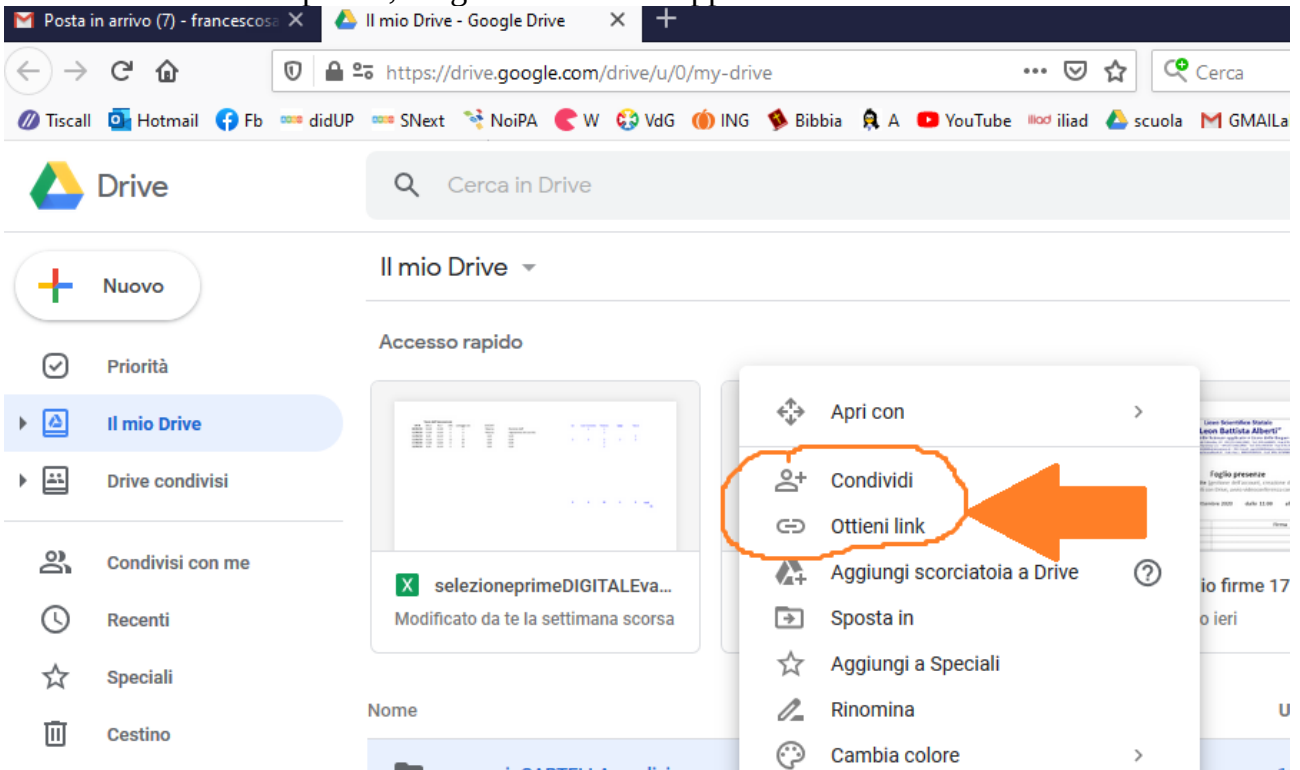 Posta in arrivo (7) - francescosa
Il mio Drive - Google Drive
https://drive.google.com/drive/u/0/my-drive
Cerca
Tiscall Hotmail Fb didUP SNext NoiPA W VdG ING Bibbia A YouTube iliad scuola GMAILa
Drive
Cerca in Drive
Nuovo
Il mio Drive
Accesso rapido
Priorità
Il mio Drive
Drive condivisi
Condivisi con me
Recenti
Speciali
Cestino
selezioneprimeDIGITALEva...
Modificato da te la settimana scorsa
Apri con
Condividi
Ottieni link
Aggiungi scorciatoia a Drive
Sposta in
Aggiungi a Speciali
Rinomina
Cambia colore
Liceo Scientifico Statale
Leon Battista Alberti"
Foglio presenze
io firme 17
o ieri
Nome
U